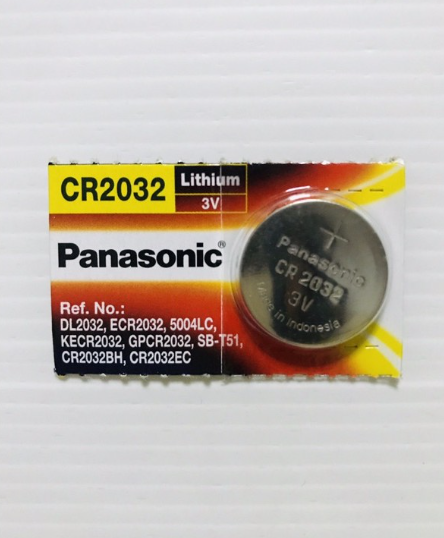 CR2032
Lithium
3V
Panasonic®
Ref. No.:
DL2032, ECR2032, 5004LC,
KECR2032, GPCR2032, SB-T51,
CR2032BH, CR2032EC
+
Panasonic
CR 2032
3V
in Indonesia